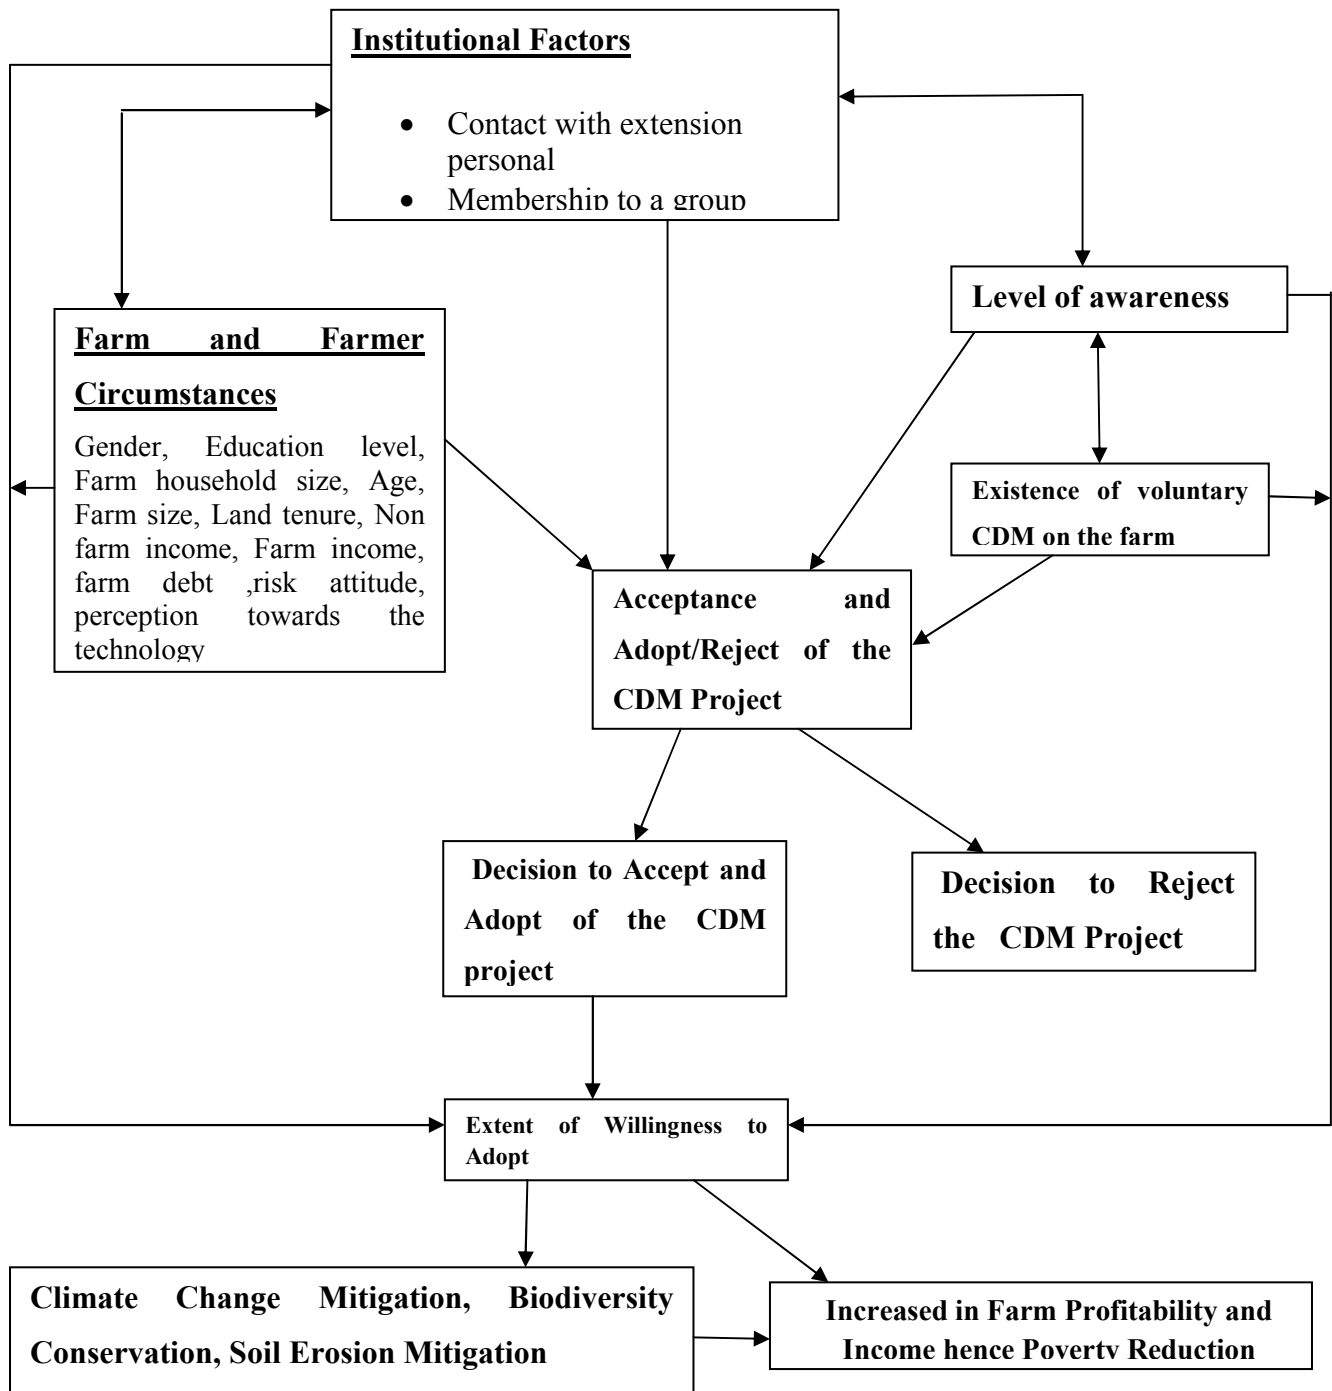 Institutional Factors
• Contact with extension
personal
• Membership to a group
Level of awareness
Farm and Farmer
Circumstances
Gender, Education level,
Farm household size, Age,
Farm size, Land tenure, Non
farm income, Farm income,
farm debt ,risk attitude,
perception towards the
technology
Existence of voluntary
CDM on the farm
Acceptance and
Adopt/Reject of the
CDM Project
Decision to Accept and
Adopt of the CDM
project
Decision to Reject
the CDM Project
Extent of Willingness to
Adopt
Climate Change Mitigation, Biodiversity
Conservation, Soil Erosion Mitigation
Increased in Farm Profitability and
Income hence Poverty Reduction